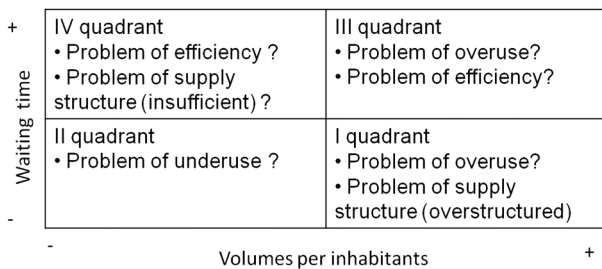 +
Waiting time
-
IV quadrant
• Problem of efficiency ?
• Problem of supply
structure (insufficient) ?
III quadrant
• Problem of overuse?
• Problem of efficiency?
II quadrant
• Problem of underuse ?
I quadrant
• Problem of overuse?
• Problem of supply
structure (overstructured)
-
Volumes per inhabitants
+